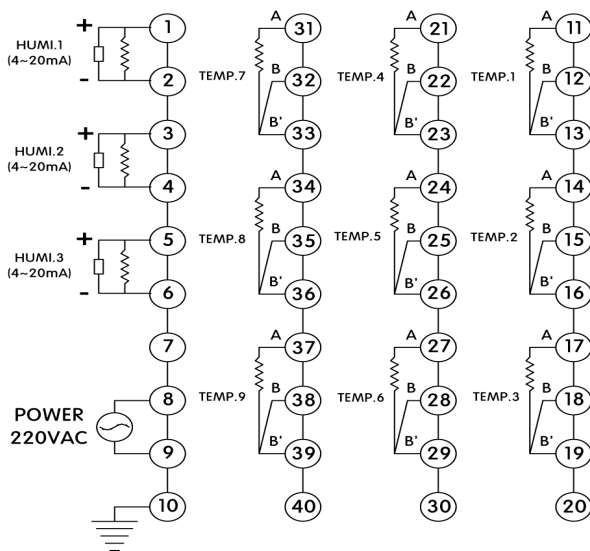 +
HUMI.1
(4~20mA)
-
1
2
+
HUMI.2
(4~20mA)
-
3
4
+
HUMI.3
(4~20mA)
-
5
6
7
POWER
220VAC
8
9
10
TEMP.7
A
B
B'
31
32
33
TEMP.8
A
B
B'
34
35
36
TEMP.9
A
B
B'
37
38
39
40
TEMP.4
A
B
B'
21
22
23
TEMP.5
A
B
B'
24
25
26
TEMP.6
A
B
B'
27
28
29
30
TEMP.1
A
B
B'
11
12
13
TEMP.2
A
B
B'
14
15
16
TEMP.3
A
B
B'
17
18
19
20